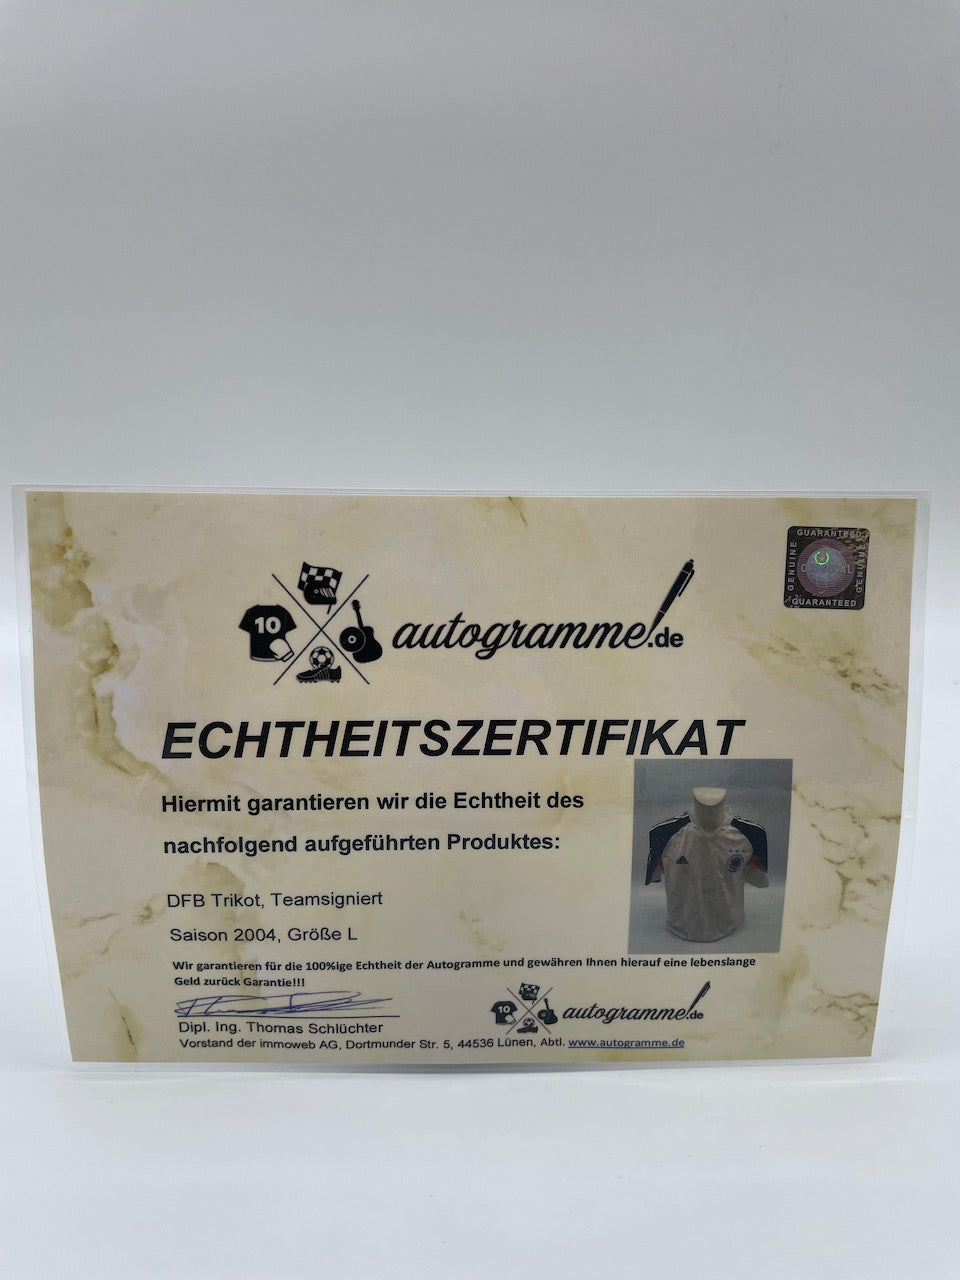 GUARANTEED
GENUINE
ORIGINAL
GENUINE
GUARANTEED
10
autogramme.de
ECHTHEITSZERTIFIKAT
Hiermit garantieren wir die Echtheit des
nachfolgend aufgeführten Produktes:
DFB Trikot, Teamsigniert
Saison 2004, Größe L
Wir garantieren für die 100%ige Echtheit der Autogramme und gewähren Ihnen hierauf eine lebenslange
Geld zurück Garantie!!!
10
autogramme.de
Dipl. Ing. Thomas Schlüchter
Vorstand der immoweb AG, Dortmunder Str. 5, 44536 Lünen, Abtl. www.autogramme.de